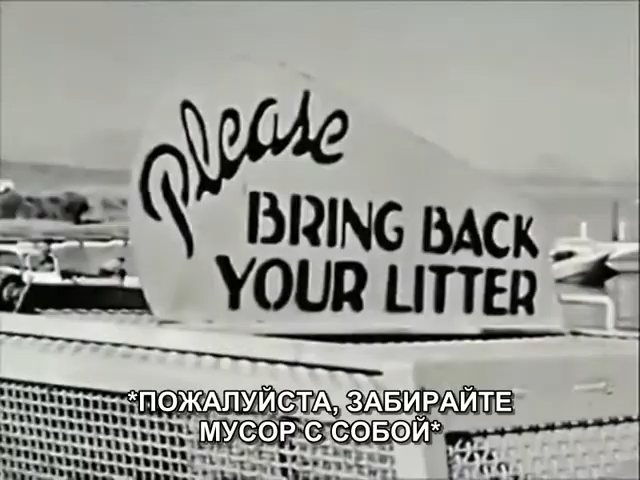 Please
BRING BACK
YOUR LITTER
*ПОЖАЛУЙСТА, ЗАБИРАЙТЕ
МУСОР С СОБОЙ*